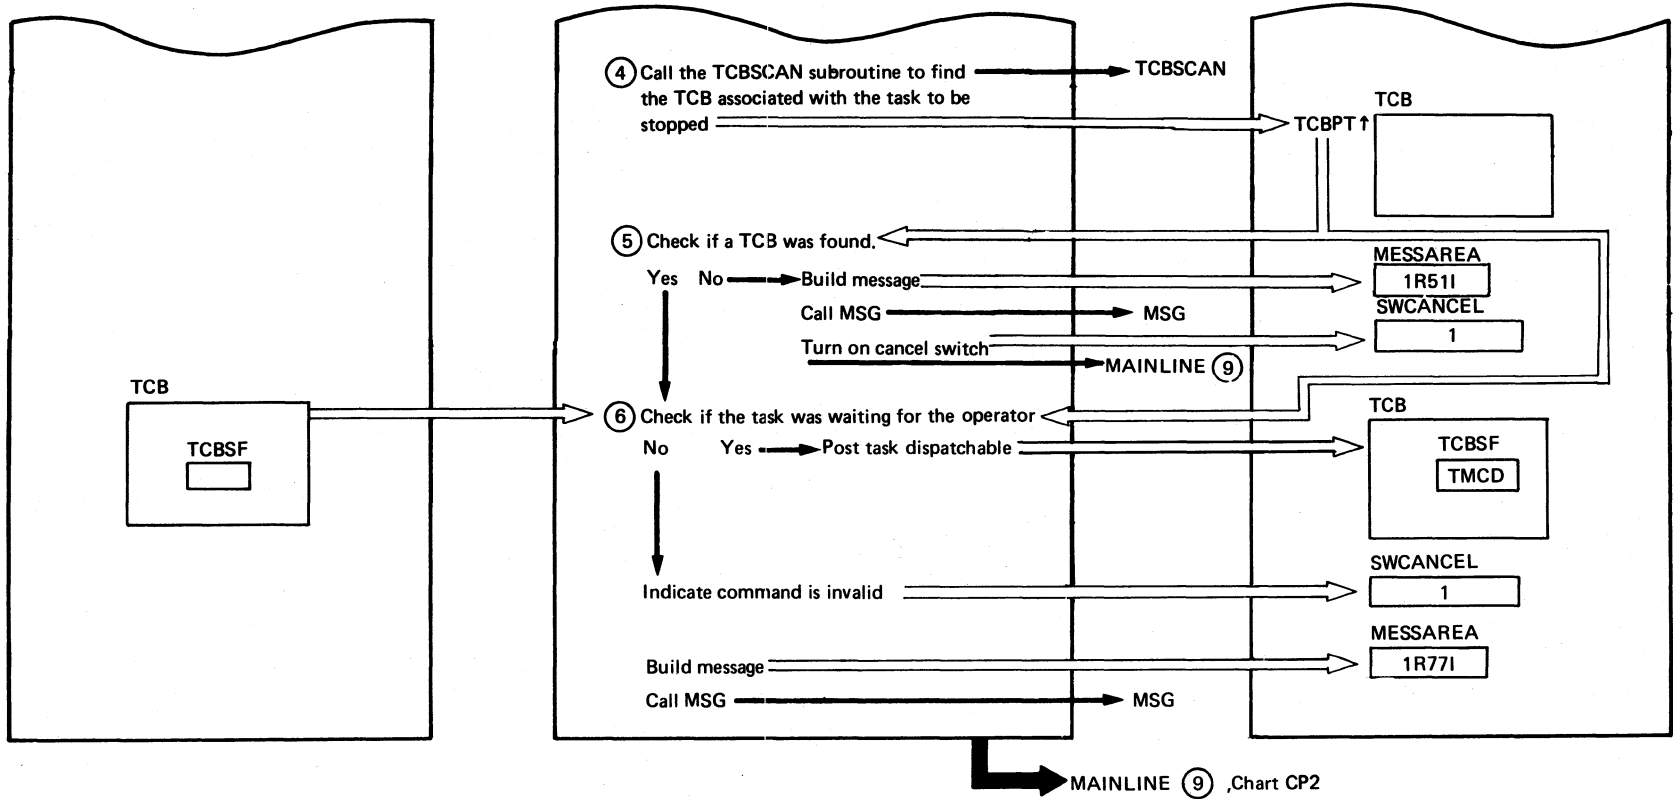 4 Call the TCBSCAN subroutine to find TCBSCAN
the TCB associated with the task to be
stopped TCBPT↑
TCB
5 Check if a TCB was found.
Yes No Build message
MESSAREA
1R51I
Call MSG MSG
SWCANCEL
1
Turn on cancel switch
MAINLINE 9
TCB
TCBSF
6 Check if the task was waiting for the operator
No Yes Post task dispatchable
TCB
TCBSF
TMCD
Indicate command is invalid
SWCANCEL
1
Build message
MESSAREA
1R77I
Call MSG MSG
MAINLINE 9 ,Chart CP2